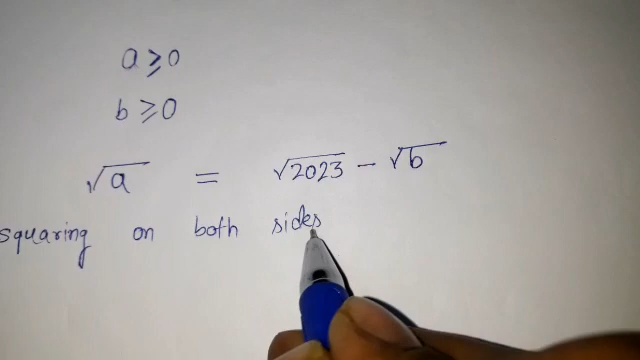 a ≥ 0
b ≥ 0
√a = √2023 - √b
squaring on both sides